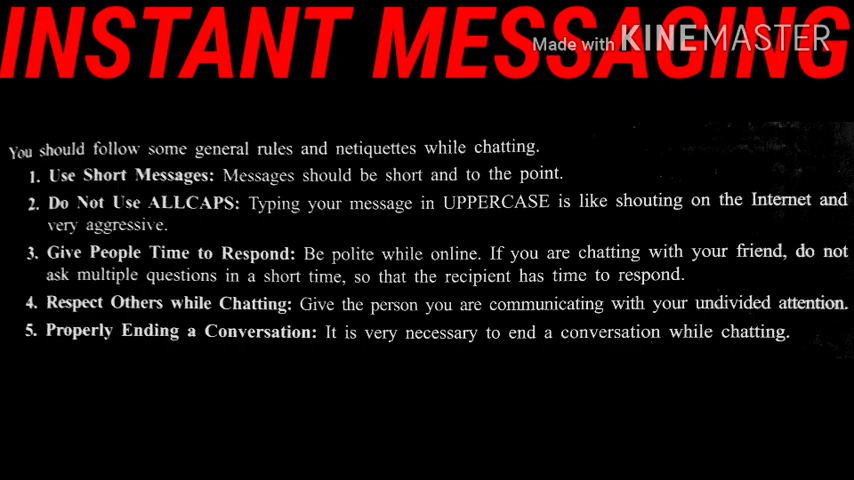 INSTANT MESSAGING
Made with KINEMASTER
You should follow some general rules and netiquettes while chatting.
1. Use Short Messages: Messages should be short and to the point.
2. Do Not Use ALLCAPS: Typing your message in UPPERCASE is like shouting on the Internet and
very aggressive.
3. Give People Time to Respond: Be polite while online. If you are chatting with your friend, do not
ask multiple questions in a short time, so that the recipient has time to respond.
4. Respect Others while Chatting: Give the person you are communicating with your undivided attention.
5. Properly Ending a Conversation: It is very necessary to end a conversation while chatting.